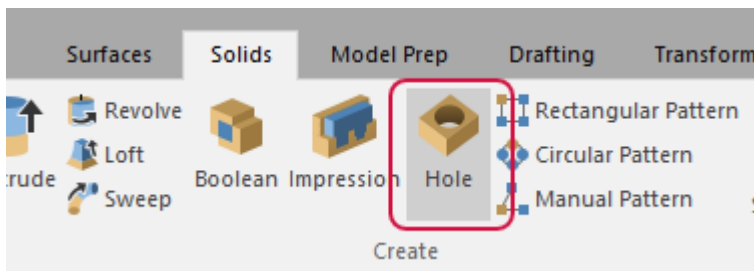 Surfaces Solids Model Prep Drafting Transform
Revolve Rectangular Pattern
Loft Circular Pattern
rude Boolean Impression Hole
Sweep Manual Pattern
Create